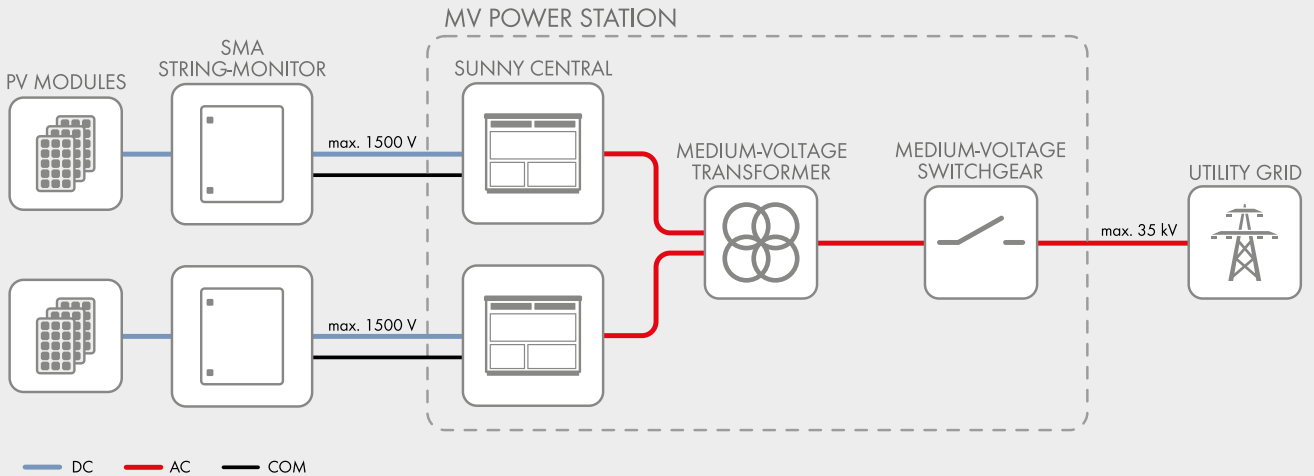 MV POWER STATION
SMA
STRING-MONITOR
PV MODULES
SUNNY CENTRAL
max. 1500 V
MEDIUM-VOLTAGE
TRANSFORMER
MEDIUM-VOLTAGE
SWITCHGEAR
UTILITY GRID
max. 35 kV
max. 1500 V
DC
AC
COM